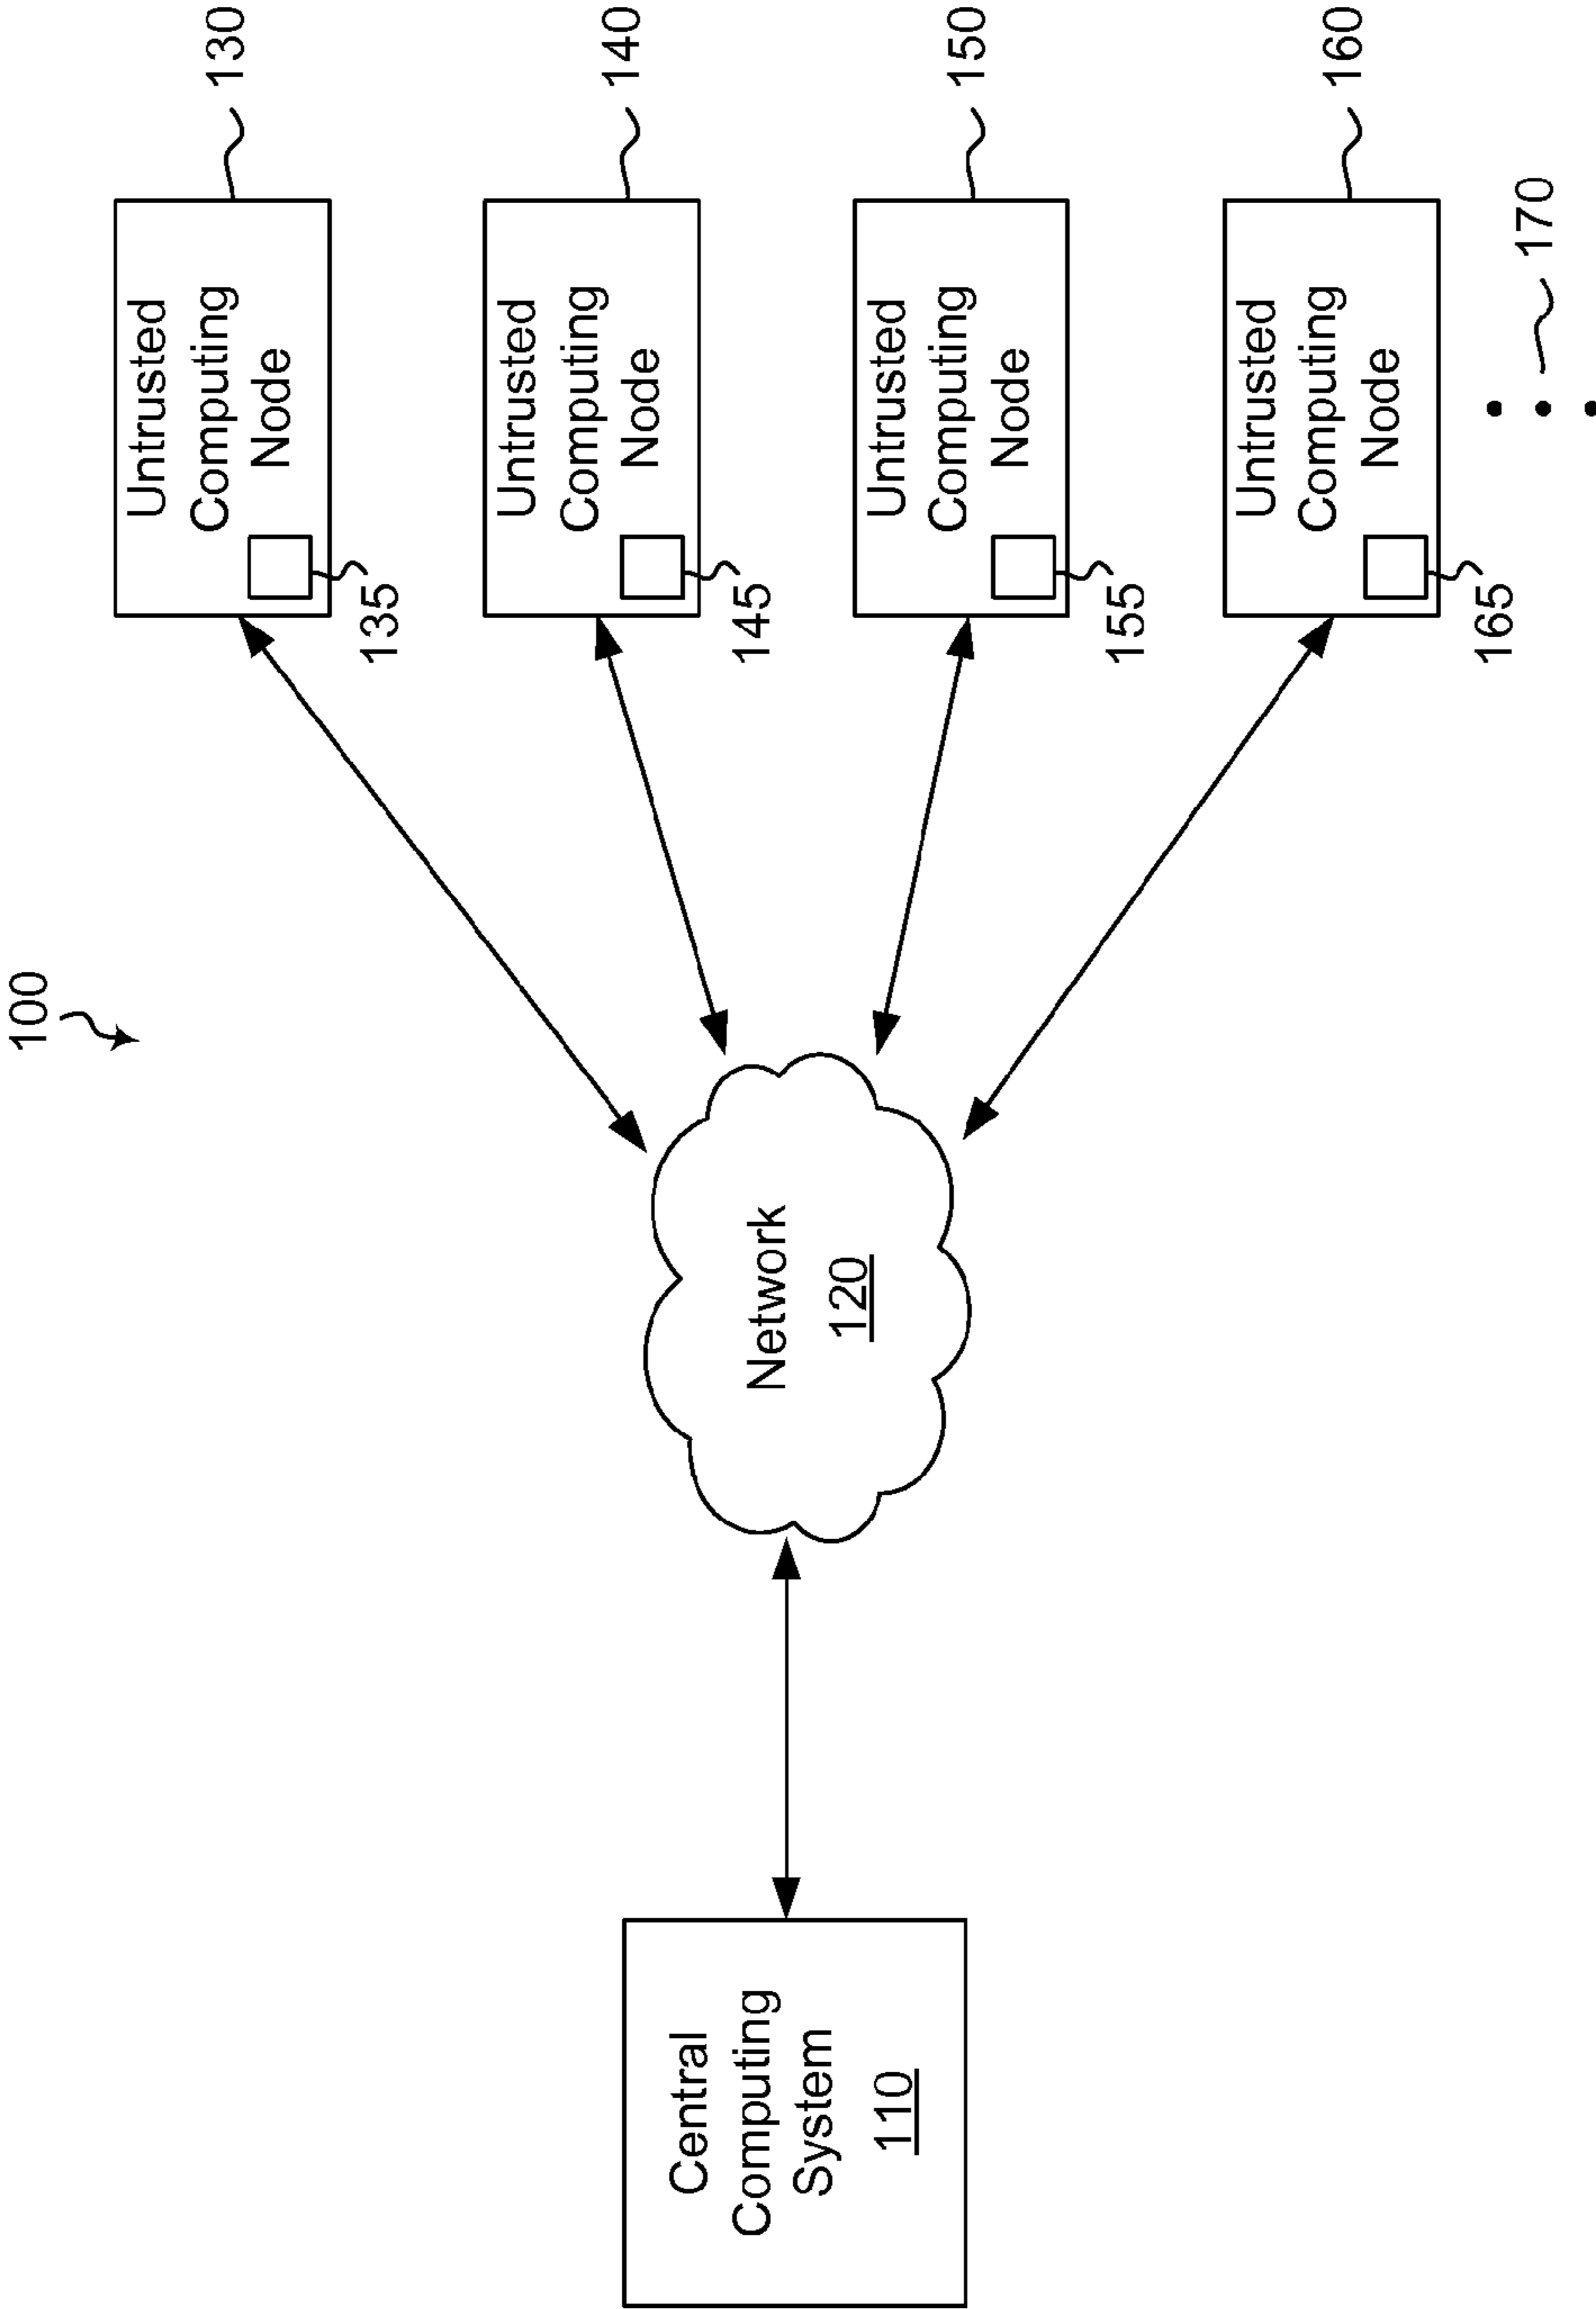 100
Untrusted
Computing
Node
130
135
Untrusted
Computing
Node
140
145
Central
Computing
System
110
Network
120
Untrusted
Computing
Node
150
155
Untrusted
Computing
Node
160
165
170